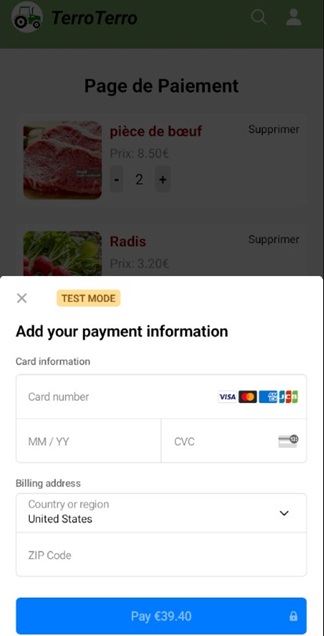 TerroTerro
Page de Paiement
pièce de bœuf
Supprimer
Prix: 8.50€
- 2 +
Radis
Supprimer
Prix: 3.20€
TEST MODE
Add your payment information
Card information
Card number
VISA
JCB
MM / YY
CVC
Billing address
Country or region
United States
ZIP Code
Pay €39.40